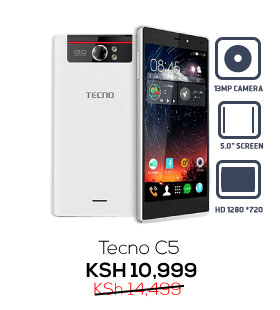 08:45
TECNO
13MP CAMERA
5.0" SCREEN
HD 1280 *720
Tecno C5
KSH 10,999
KSh 14,499